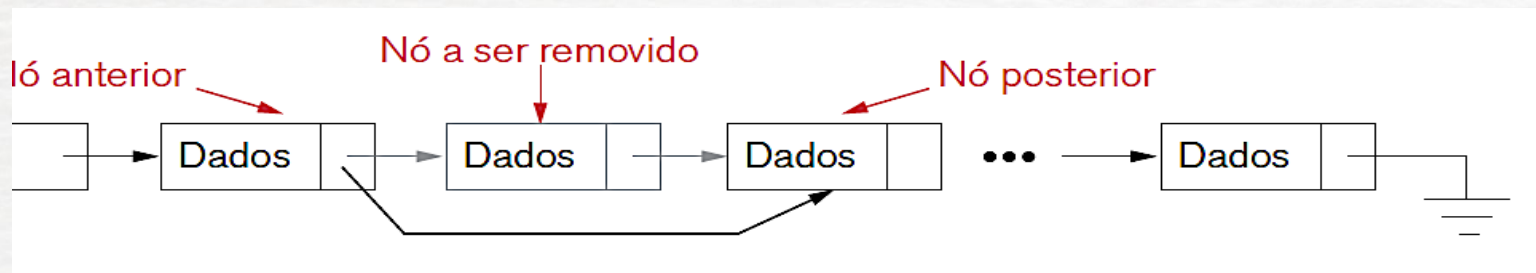 Nó a ser removido
anterior
Nó posterior
Dados
Dados
Dados
•••
Dados